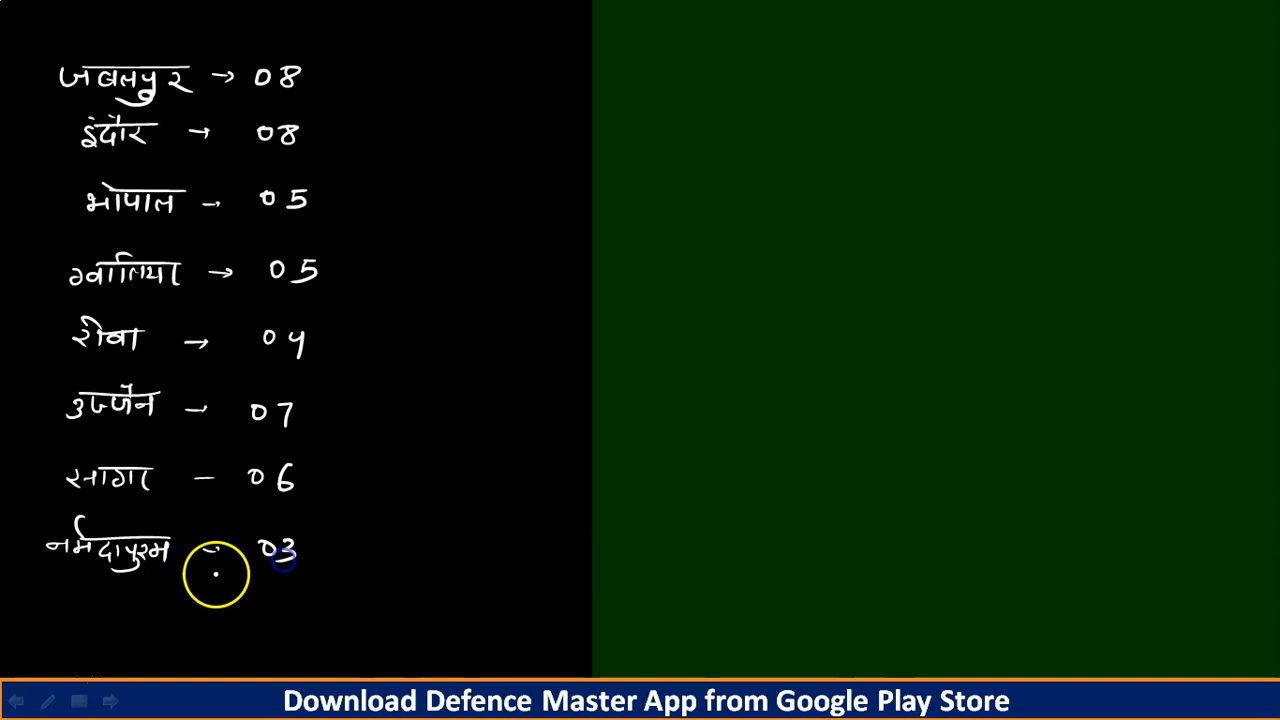 जबलपुर → 08
इंदौर → 08
भोपाल → 05
ग्वालियर → 05
रीवा → 04
उज्जैन → 07
सागर - 06
नर्मदापुरम → 03
Download Defence Master App from Google Play Store